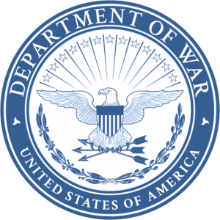 DEPARTMENT OF WAR
UNITED STATES OF AMERICA